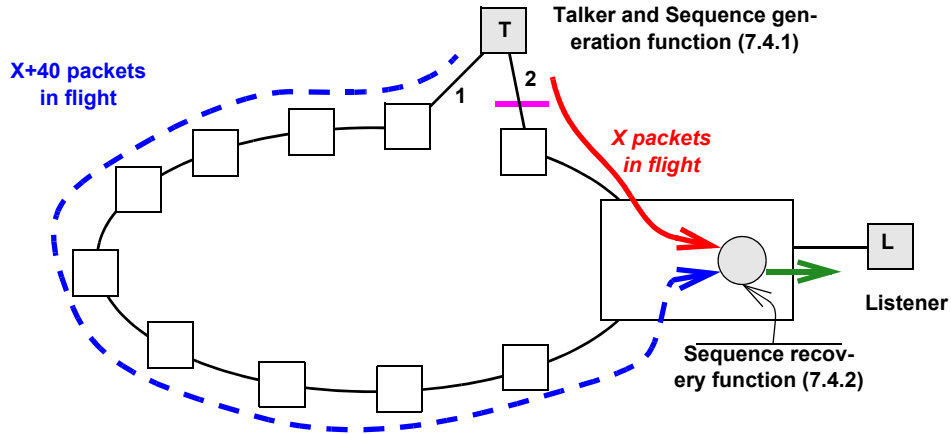 T
Talker and Sequence gen-
eration function (7.4.1)
X+40 packets
in flight
1
2
X packets
in flight
L
Listener
Sequence recov-
ery function (7.4.2)